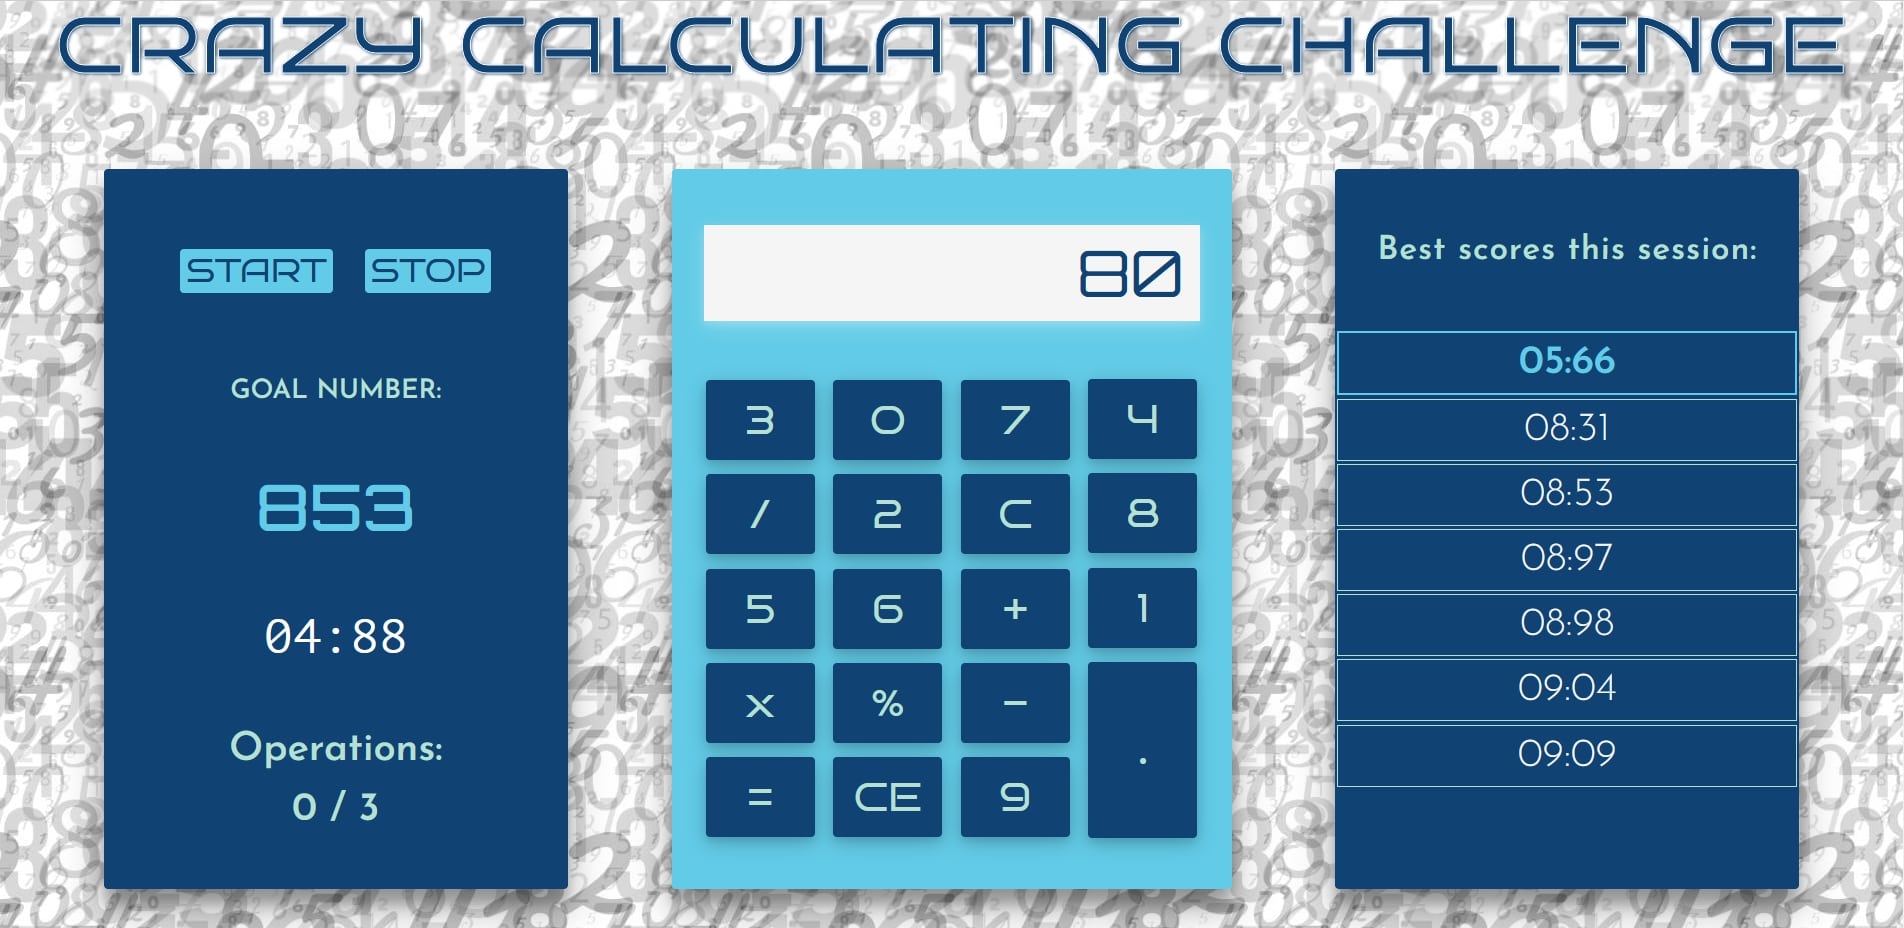 CRAZY CALCULATING CHALLENGE
START STOP
GOAL NUMBER:
853
04:88
Operations:
0 / 3
80
3 0 7 4
/ 2 C 8
5 6 + 1
x % −
= CE 9 .
Best scores this session:
05:66
08:31
08:53
08:97
08:98
09:04
09:09